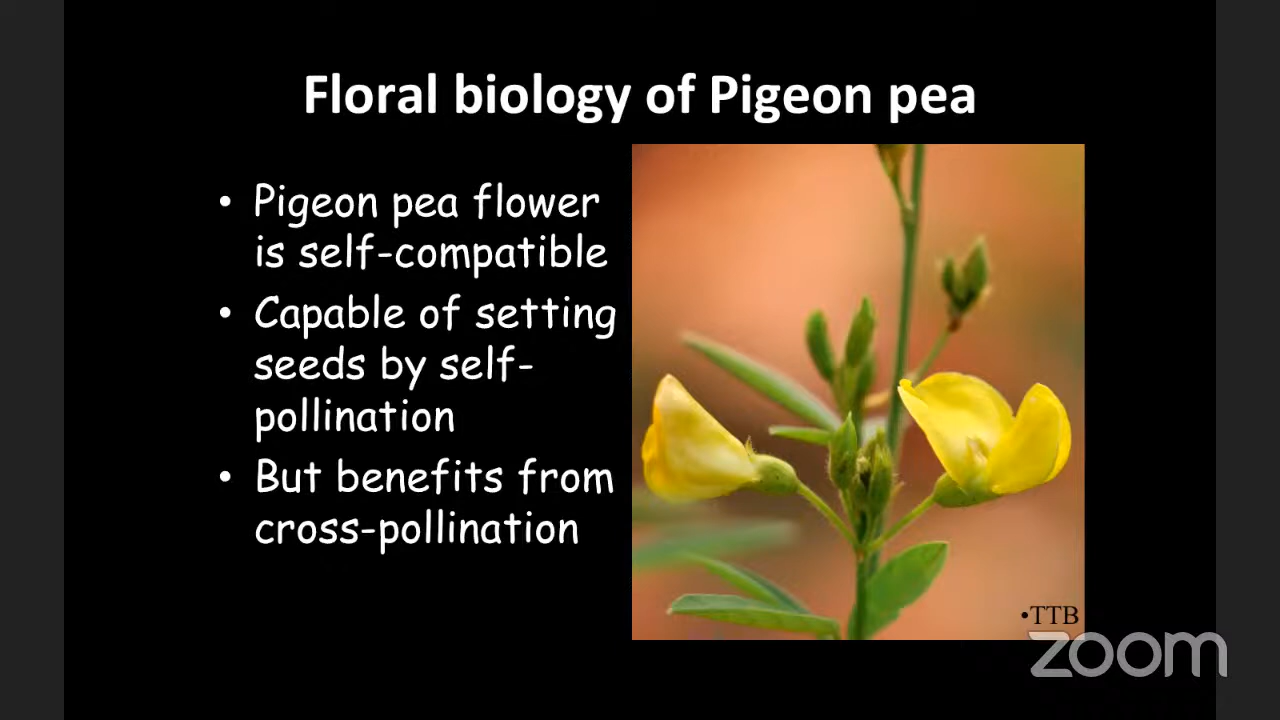 Floral biology of Pigeon pea
• Pigeon pea flower
is self-compatible
• Capable of setting
seeds by self-
pollination
• But benefits from
cross-pollination
•TTB
zoom